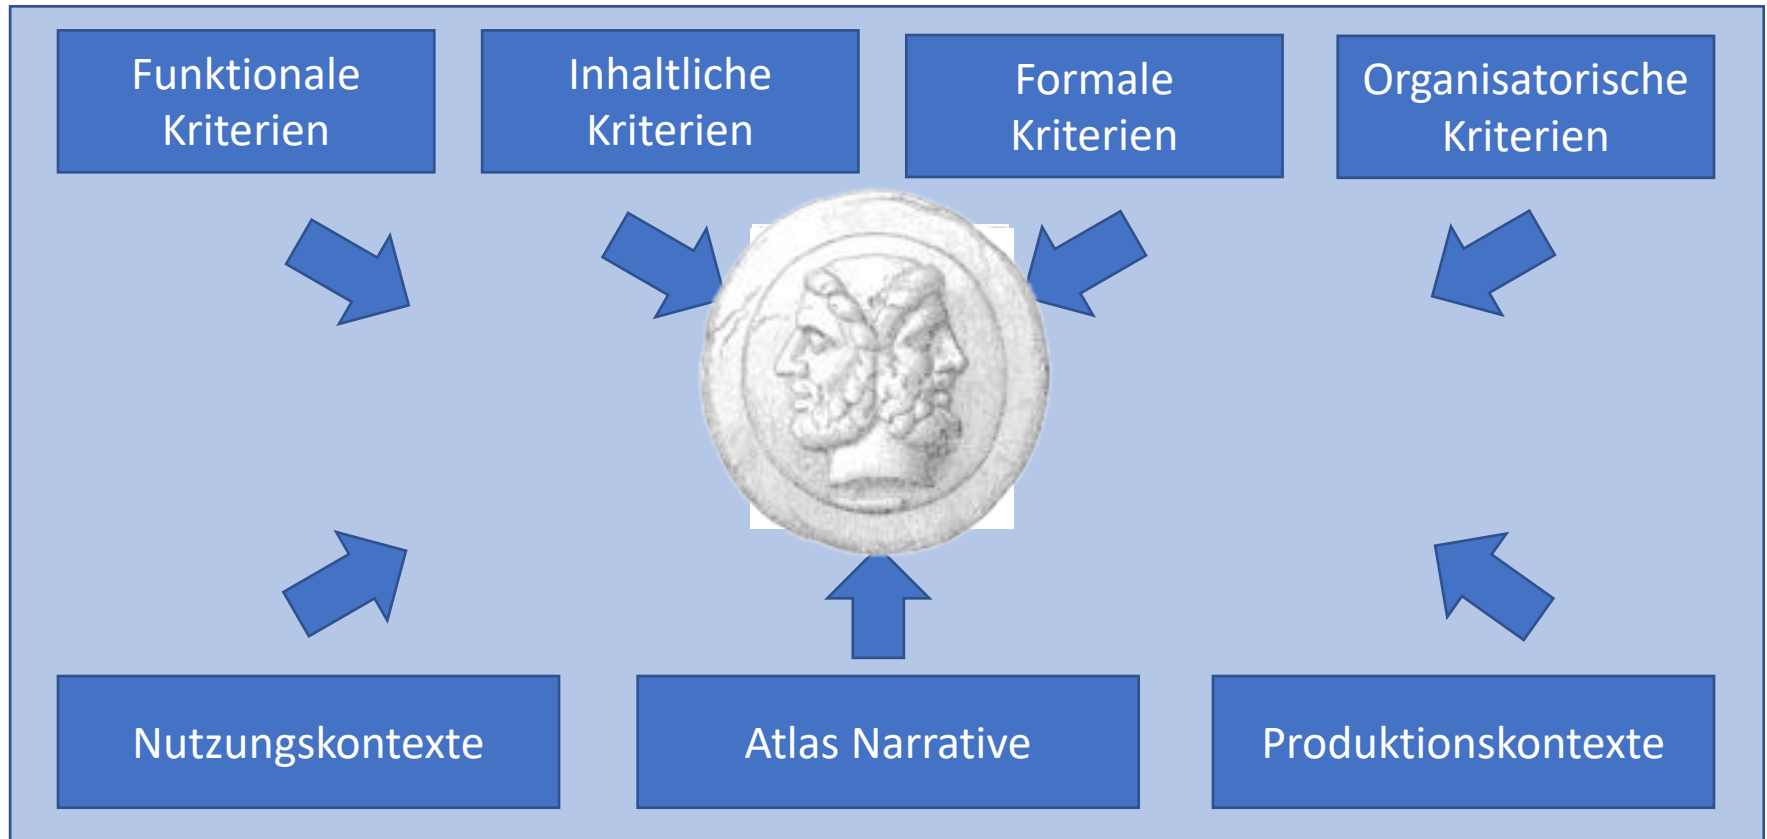 Funktionale
Kriterien
Inhaltliche
Kriterien
Formale
Kriterien
Organisatorische
Kriterien
Nutzungskontexte
Atlas Narrative
Produktionskontexte